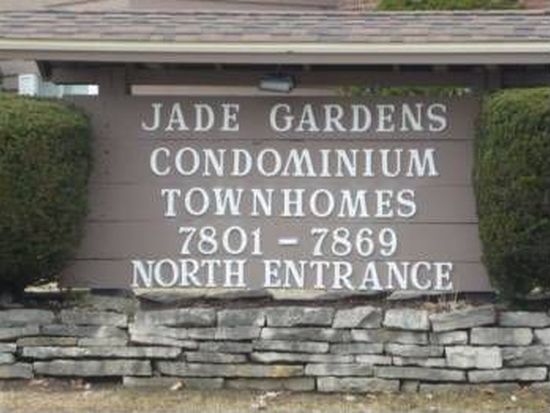 JADE GARDENS
CONDOMINIUM
TOWNHOMES
7801 - 7869
NORTH ENTRANCE